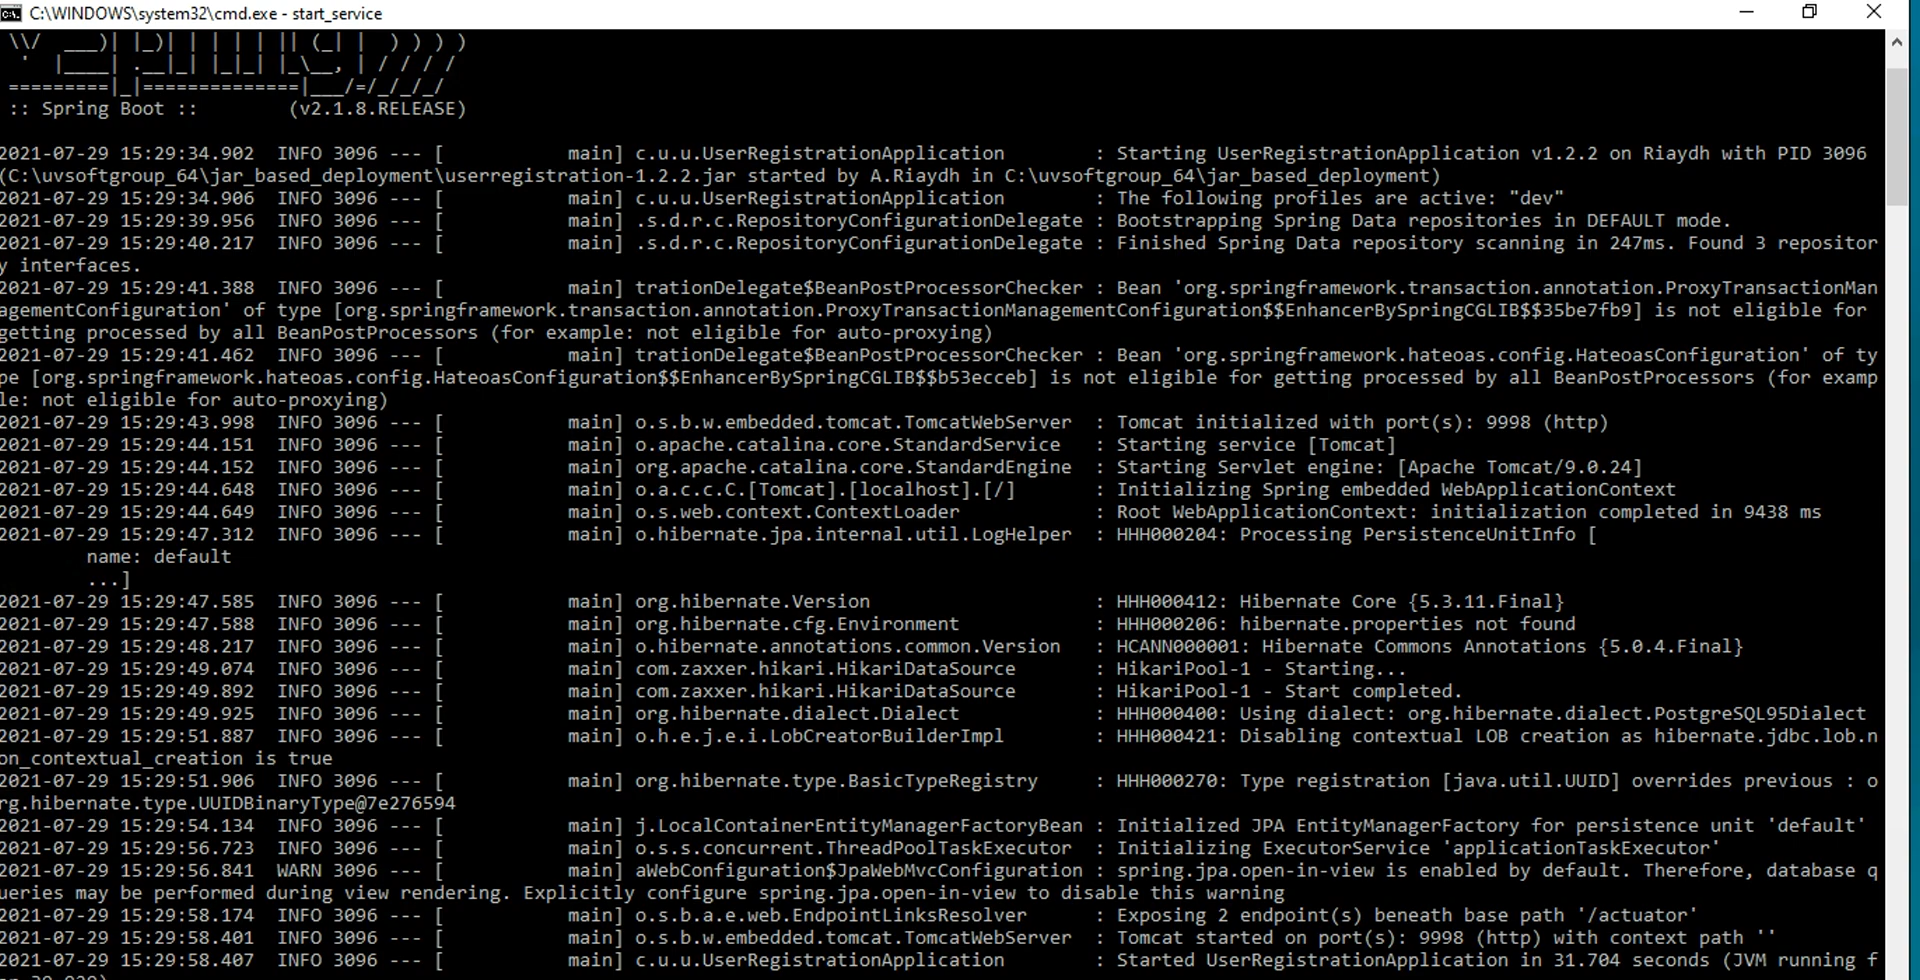 C:\WINDOWS\system32\cmd.exe - start_service
:: Spring Boot ::        (v2.1.8.RELEASE)
2021-07-29 15:29:34.902  INFO 3096 --- [           main] c.u.u.UserRegistrationApplication        : Starting UserRegistrationApplication v1.2.2 on Riaydh with PID 3096
(C:\uvsoftgroup_64\jar_based_deployment\userregistration-1.2.2.jar started by A.Riaydh in C:\uvsoftgroup_64\jar_based_deployment)
2021-07-29 15:29:34.906  INFO 3096 --- [           main] c.u.u.UserRegistrationApplication        : The following profiles are active: "dev"
2021-07-29 15:29:39.956  INFO 3096 --- [           main] .s.d.r.c.RepositoryConfigurationDelegate : Bootstrapping Spring Data repositories in DEFAULT mode.
2021-07-29 15:29:40.217  INFO 3096 --- [           main] .s.d.r.c.RepositoryConfigurationDelegate : Finished Spring Data repository scanning in 247ms. Found 3 repositor
y interfaces.
2021-07-29 15:29:41.388  INFO 3096 --- [           main] trationDelegate$BeanPostProcessorChecker : Bean 'org.springframework.transaction.annotation.ProxyTransactionMan
agementConfiguration' of type [org.springframework.transaction.annotation.ProxyTransactionManagementConfiguration$$EnhancerBySpringCGLIB$$35be7fb9] is not eligible for
getting processed by all BeanPostProcessors (for example: not eligible for auto-proxying)
2021-07-29 15:29:41.462  INFO 3096 --- [           main] trationDelegate$BeanPostProcessorChecker : Bean 'org.springframework.hateoas.config.HateoasConfiguration' of ty
pe [org.springframework.hateoas.config.HateoasConfiguration$$EnhancerBySpringCGLIB$$b53ecceb] is not eligible for getting processed by all BeanPostProcessors (for examp
le: not eligible for auto-proxying)
2021-07-29 15:29:43.998  INFO 3096 --- [           main] o.s.b.w.embedded.tomcat.TomcatWebServer  : Tomcat initialized with port(s): 9998 (http)
2021-07-29 15:29:44.151  INFO 3096 --- [           main] o.apache.catalina.core.StandardService   : Starting service [Tomcat]
2021-07-29 15:29:44.152  INFO 3096 --- [           main] org.apache.catalina.core.StandardEngine  : Starting Servlet engine: [Apache Tomcat/9.0.24]
2021-07-29 15:29:44.648  INFO 3096 --- [           main] o.a.c.c.C.[Tomcat].[localhost].[/]       : Initializing Spring embedded WebApplicationContext
2021-07-29 15:29:44.649  INFO 3096 --- [           main] o.s.web.context.ContextLoader            : Root WebApplicationContext: initialization completed in 9438 ms
2021-07-29 15:29:47.312  INFO 3096 --- [           main] o.hibernate.jpa.internal.util.LogHelper  : HHH000204: Processing PersistenceUnitInfo [
        name: default
        ...]
2021-07-29 15:29:47.585  INFO 3096 --- [           main] org.hibernate.Version                    : HHH000412: Hibernate Core {5.3.11.Final}
2021-07-29 15:29:47.588  INFO 3096 --- [           main] org.hibernate.cfg.Environment            : HHH000206: hibernate.properties not found
2021-07-29 15:29:48.217  INFO 3096 --- [           main] o.hibernate.annotations.common.Version   : HCANN000001: Hibernate Commons Annotations {5.0.4.Final}
2021-07-29 15:29:49.074  INFO 3096 --- [           main] com.zaxxer.hikari.HikariDataSource       : HikariPool-1 - Starting...
2021-07-29 15:29:49.892  INFO 3096 --- [           main] com.zaxxer.hikari.HikariDataSource       : HikariPool-1 - Start completed.
2021-07-29 15:29:49.925  INFO 3096 --- [           main] org.hibernate.dialect.Dialect            : HHH000400: Using dialect: org.hibernate.dialect.PostgreSQL95Dialect
2021-07-29 15:29:51.887  INFO 3096 --- [           main] o.h.e.j.e.i.LobCreatorBuilderImpl        : HHH000421: Disabling contextual LOB creation as hibernate.jdbc.lob.n
on_contextual_creation is true
2021-07-29 15:29:51.906  INFO 3096 --- [           main] org.hibernate.type.BasicTypeRegistry     : HHH000270: Type registration [java.util.UUID] overrides previous : o
rg.hibernate.type.UUIDBinaryType@7e276594
2021-07-29 15:29:54.134  INFO 3096 --- [           main] j.LocalContainerEntityManagerFactoryBean : Initialized JPA EntityManagerFactory for persistence unit 'default'
2021-07-29 15:29:56.723  INFO 3096 --- [           main] o.s.s.concurrent.ThreadPoolTaskExecutor  : Initializing ExecutorService 'applicationTaskExecutor'
2021-07-29 15:29:56.841  WARN 3096 --- [           main] aWebConfiguration$JpaWebMvcConfiguration : spring.jpa.open-in-view is enabled by default. Therefore, database q
ueries may be performed during view rendering. Explicitly configure spring.jpa.open-in-view to disable this warning
2021-07-29 15:29:58.174  INFO 3096 --- [           main] o.s.b.a.e.web.EndpointLinksResolver      : Exposing 2 endpoint(s) beneath base path '/actuator'
2021-07-29 15:29:58.401  INFO 3096 --- [           main] o.s.b.w.embedded.tomcat.TomcatWebServer  : Tomcat started on port(s): 9998 (http) with context path ''
2021-07-29 15:29:58.407  INFO 3096 --- [           main] c.u.u.UserRegistrationApplication        : Started UserRegistrationApplication in 31.704 seconds (JVM running f